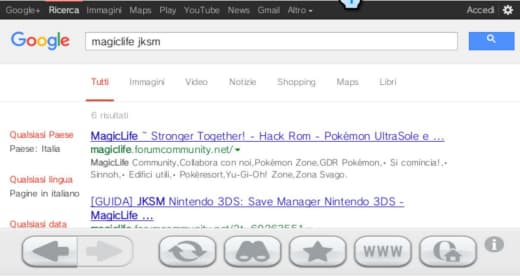 Google+ Ricerca Immagini Maps Play YouTube News Gmail Altro Accedi
Google magiclife jksm
Tutti Immagini Video Notizie Shopping Maps Libri
6 risultati
Qualsiasi Paese
Paese: Italia
Qualsiasi lingua
Pagine in italiano
Qualsiasi data
MagicLife ~ Stronger Together! - Hack Rom - Pokémon UltraSole e ...
magiclife.forumcommunity.net/
MagicLife Community,Collabora con noi,Pokémon Zone,GDR Pokémon,• Si comincia!,•
Sinnoh,• Edifici utili,• Pokéresort,Yu-Gi-Oh! Zone,Zona Svago.
[GUIDA] JKSM Nintendo 3DS: Save Manager Nintendo 3DS -
MagicLife ...
WWW